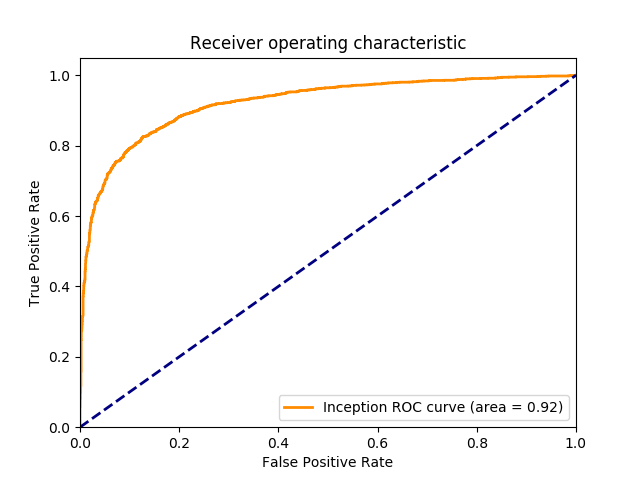 Receiver operating characteristic
True Positive Rate
1.0
0.8
0.6
0.4
0.2
0.0
Inception ROC curve (area = 0.92)
0.0 0.2 0.4 0.6 0.8 1.0
False Positive Rate